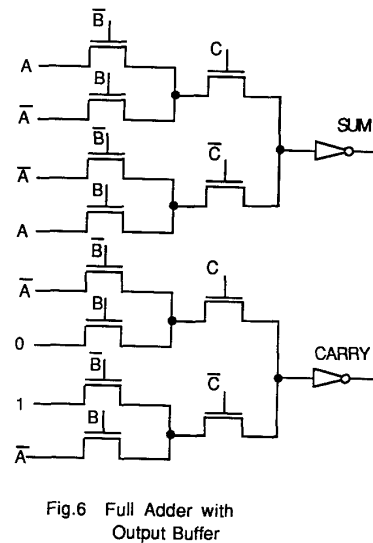 B̅
A
C
B
A̅
SUM
B̅
A̅
C̅
B
A
B̅
A̅
C
B
0
CARRY
B̅
1
C̅
B
A̅
Fig.6 Full Adder with
Output Buffer